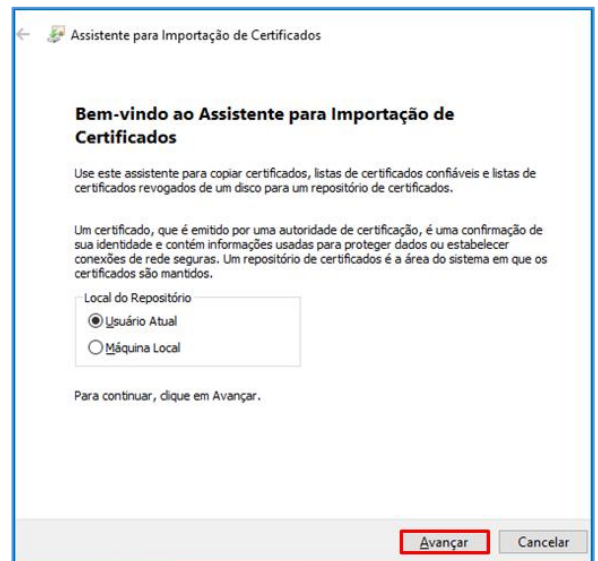 Assistente para Importação de Certificados
Bem-vindo ao Assistente para Importação de
Certificados
Use este assistente para copiar certificados, listas de certificados confiáveis e listas de
certificados revogados de um disco para um repositório de certificados.
Um certificado, que é emitido por uma autoridade de certificação, é uma confirmação de
sua identidade e contém informações usadas para proteger dados ou estabelecer
conexões de rede seguras. Um repositório de certificados é a área do sistema em que os
certificados são mantidos.
Local do Repositório
Usuário Atual
Máquina Local
Para continuar, clique em Avançar.
Avançar Cancelar